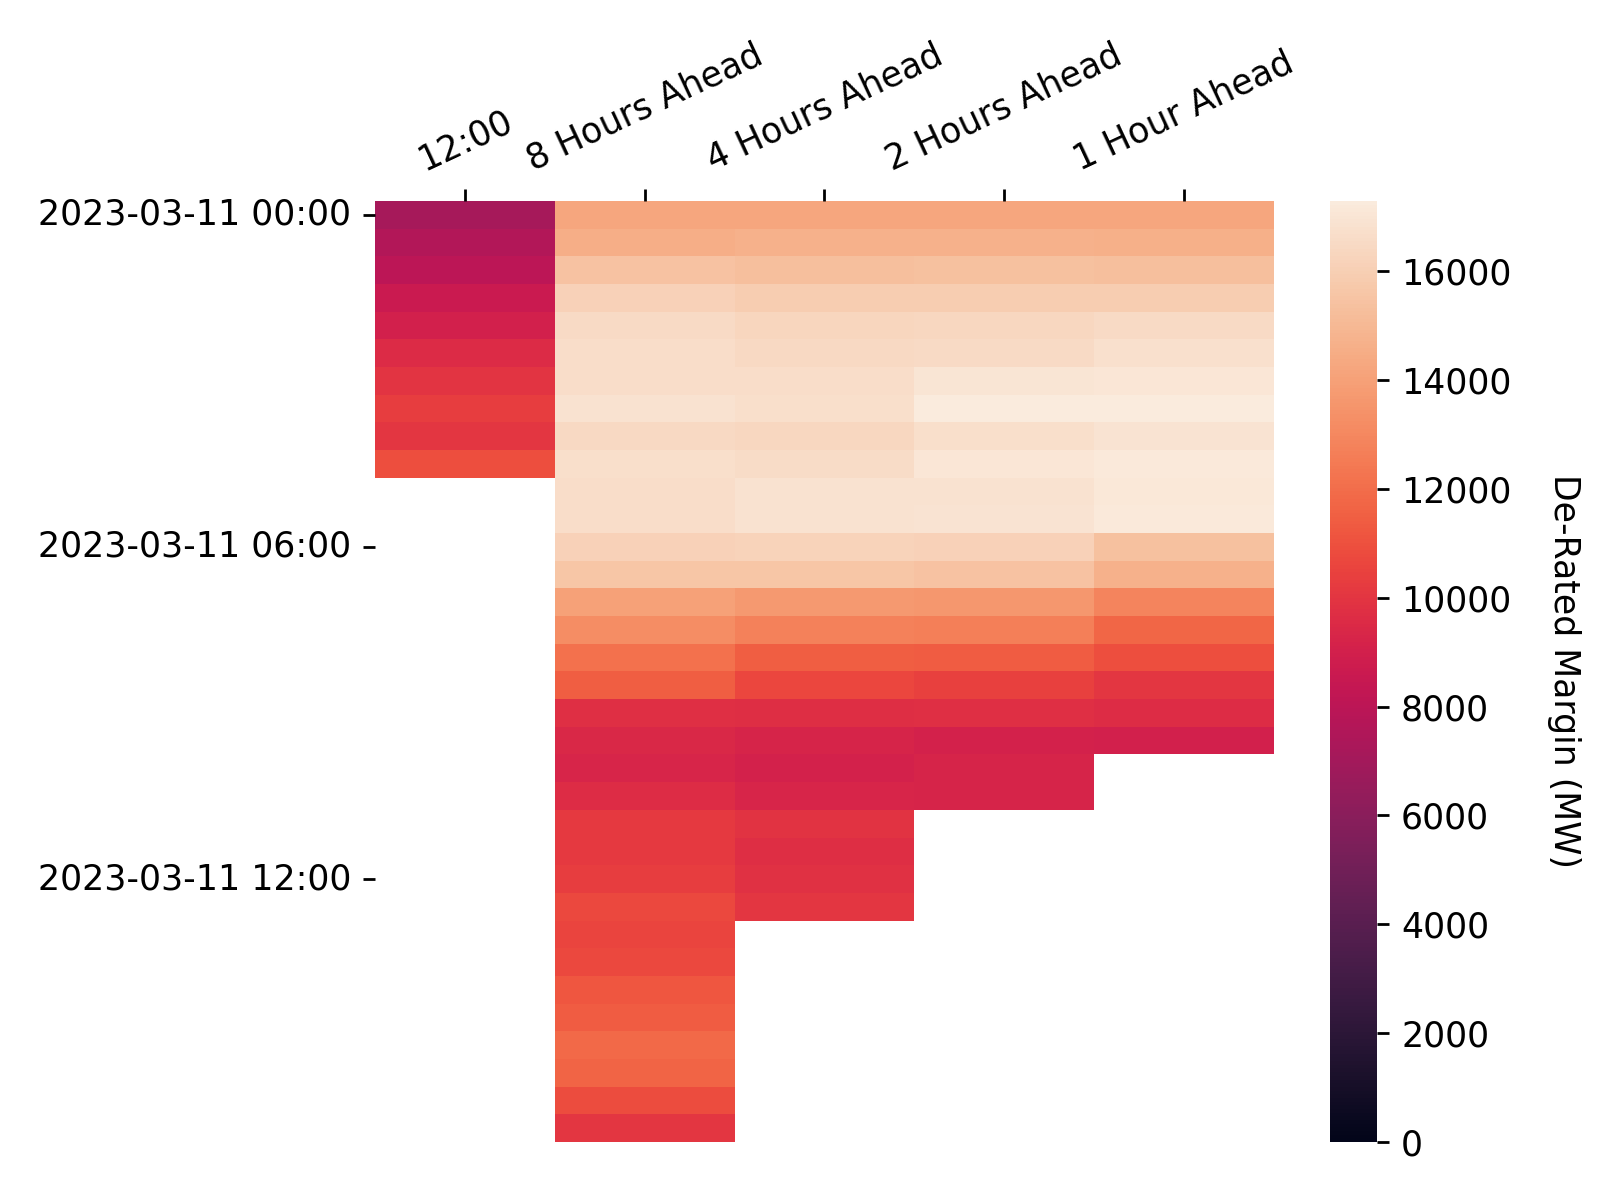 12:00
8 Hours Ahead
4 Hours Ahead
2 Hours Ahead
1 Hour Ahead
2023-03-11 00:00
2023-03-11 06:00
2023-03-11 12:00
16000
14000
12000
10000
8000
6000
4000
2000
0
De-Rated Margin (MW)